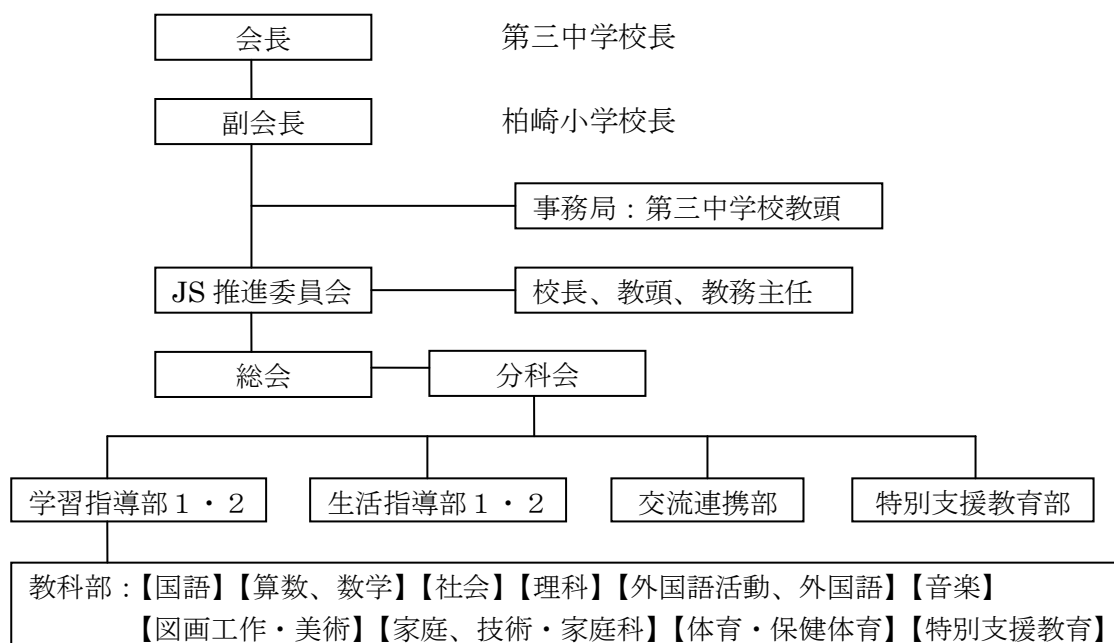 会長
第三中学校長
副会長
柏崎小学校長
事務局：第三中学校教頭
JS 推進委員会
校長、教頭、教務主任
総会
分科会
学習指導部１・２
生活指導部１・２
交流連携部
特別支援教育部
教科部：【国語】【算数、数学】【社会】【理科】【外国語活動、外国語】【音楽】
【図画工作・美術】【家庭、技術・家庭科】【体育・保健体育】【特別支援教育】